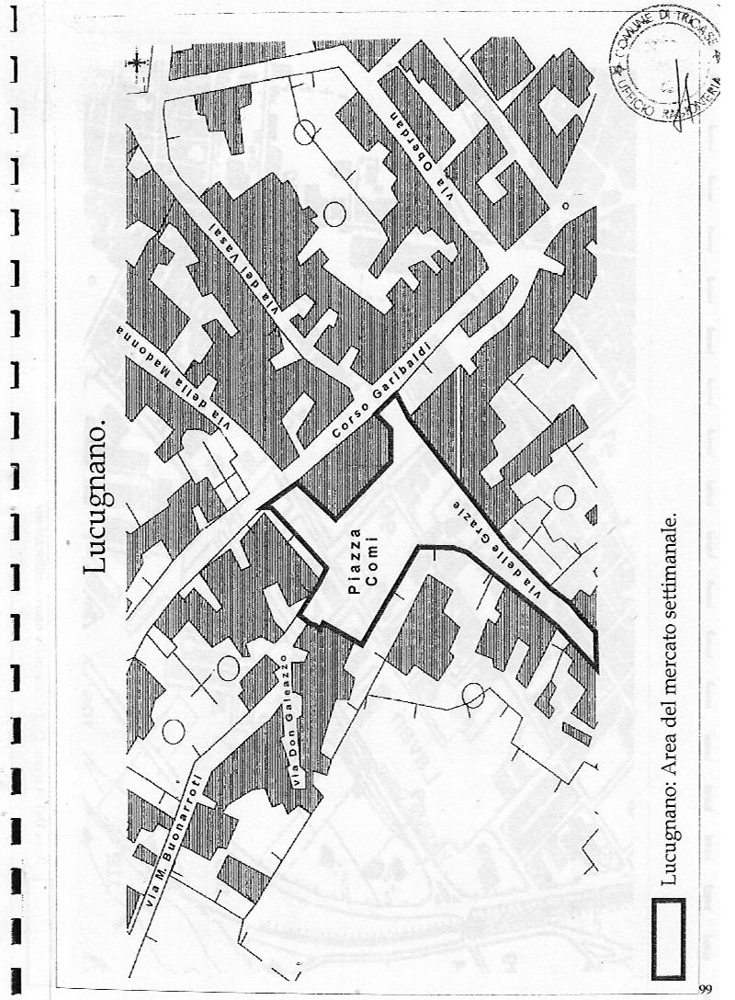 Lucugnano.
COMUNE DI TRICASE
UFFICIO RAGIONERIA
via Oberdan
via dei Vasai
via della Madonna
Corso Garibaldi
Piazza
Comi
via delle Grazie
via Don Galeazzo
via M. Buonarroti
Lucugnano: Area del mercato settimanale.
99